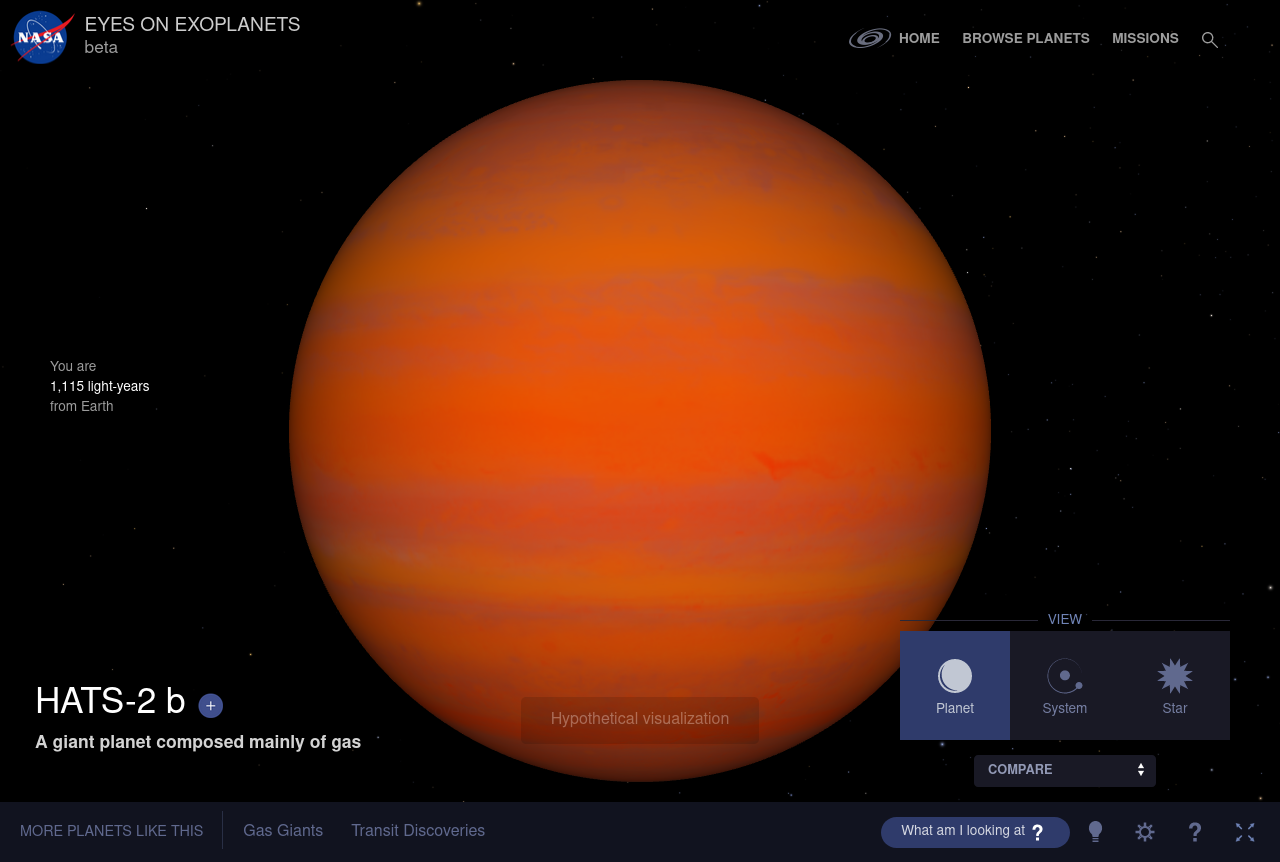 NASA
EYES ON EXOPLANETS
beta
HOME
BROWSE PLANETS
MISSIONS
You are
1,115 light-years
from Earth
HATS-2 b +
A giant planet composed mainly of gas
Hypothetical visualization
VIEW
Planet
System
Star
COMPARE
MORE PLANETS LIKE THIS
Gas Giants
Transit Discoveries
What am I looking at ?
?